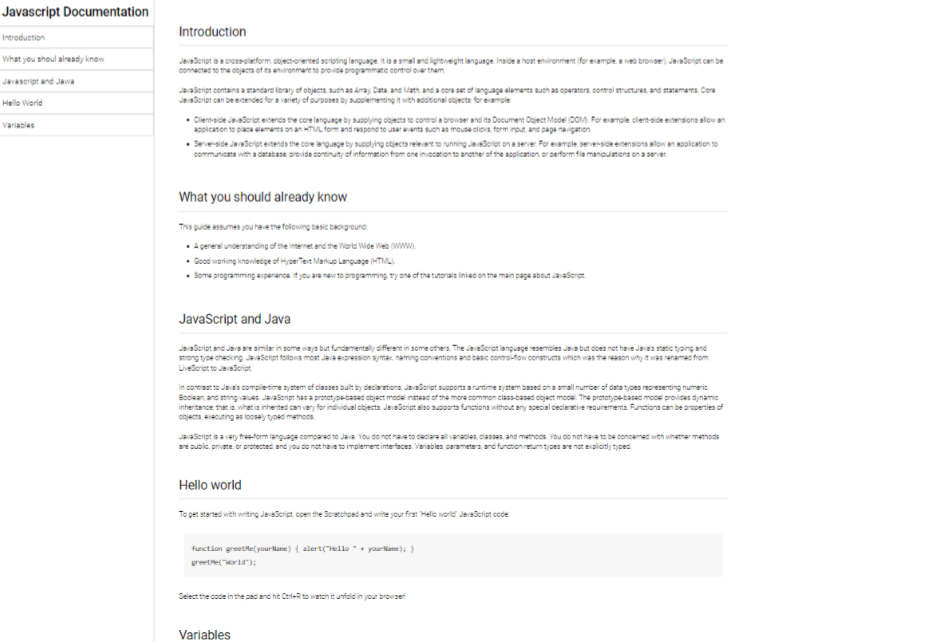 Javascript Documentation
Introduction
What you shoul already know
Javascript and Java
Hello World
Variables
Introduction
JavaScript is a cross-platform, object-oriented scripting language. It is a small and lightweight language. Inside a host environment (for example, a web browser), JavaScript can be
connected to the objects of its environment to provide programmatic control over them.
JavaScript contains a standard library of objects, such as Array, Date, and Math, and a core set of language elements such as operators, control structures, and statements. Core
JavaScript can be extended for a variety of purposes by supplementing it with additional objects; for example:
• Client-side JavaScript extends the core language by supplying objects to control a browser and its Document Object Model (DOM). For example, client-side extensions allow an
application to place elements on an HTML form and respond to user events such as mouse clicks, form input, and page navigation.
• Server-side JavaScript extends the core language by supplying objects relevant to running JavaScript on a server. For example, server-side extensions allow an application to
communicate with a database, provide continuity of information from one invocation to another of the application, or perform file manipulations on a server.
What you should already know
This guide assumes you have the following basic background:
• A general understanding of the Internet and the World Wide Web (WWW).
• Good working knowledge of HyperText Markup Language (HTML).
• Some programming experience. If you are new to programming, try one of the tutorials linked on the main page about JavaScript.
JavaScript and Java
JavaScript and Java are similar in some ways but fundamentally different in some others. The JavaScript language resembles Java but does not have Java's static typing and
strong type checking. JavaScript follows most Java expression syntax, naming conventions and basic control-flow constructs which was the reason why it was renamed from
LiveScript to JavaScript.
In contrast to Java's compile-time system of classes built by declarations, JavaScript supports a runtime system based on a small number of data types representing numeric,
Boolean, and string values. JavaScript has a prototype-based object model instead of the more common class-based object model. The prototype-based model provides dynamic
inheritance; that is, what is inherited can vary for individual objects. JavaScript also supports functions without any special declarative requirements. Functions can be properties of
objects, executing as loosely typed methods.
JavaScript is a very free-form language compared to Java. You do not have to declare all variables, classes, and methods. You do not have to be concerned with whether methods
are public, private, or protected, and you do not have to implement interfaces. Variables, parameters, and function return types are not explicitly typed.
Hello world
To get started with writing JavaScript, open the Scratchpad and write your first "Hello world" JavaScript code:
function greetMe(yourName) { alert("Hello " + yourName); }
greetMe("World");
Select the code in the pad and hit Ctrl+R to watch it unfold in your browser!
Variables